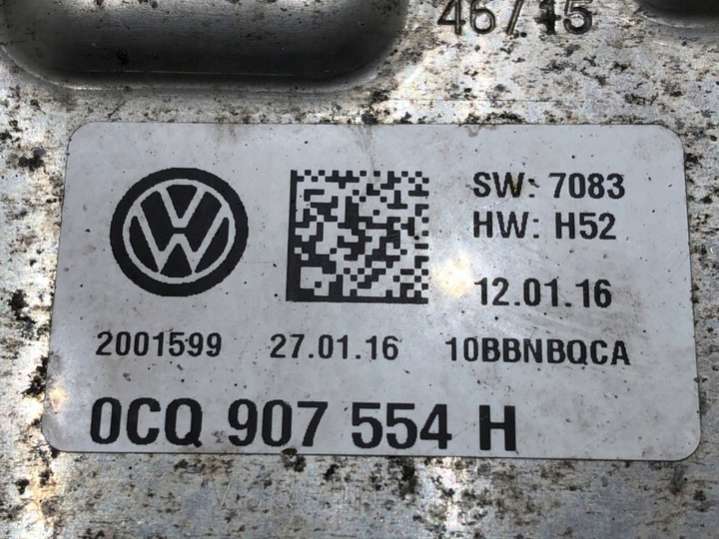 46/15
SW: 7083
HW: H52
12.01.16
2001599 27.01.16 10BBNBQCA
0CQ 907 554 H